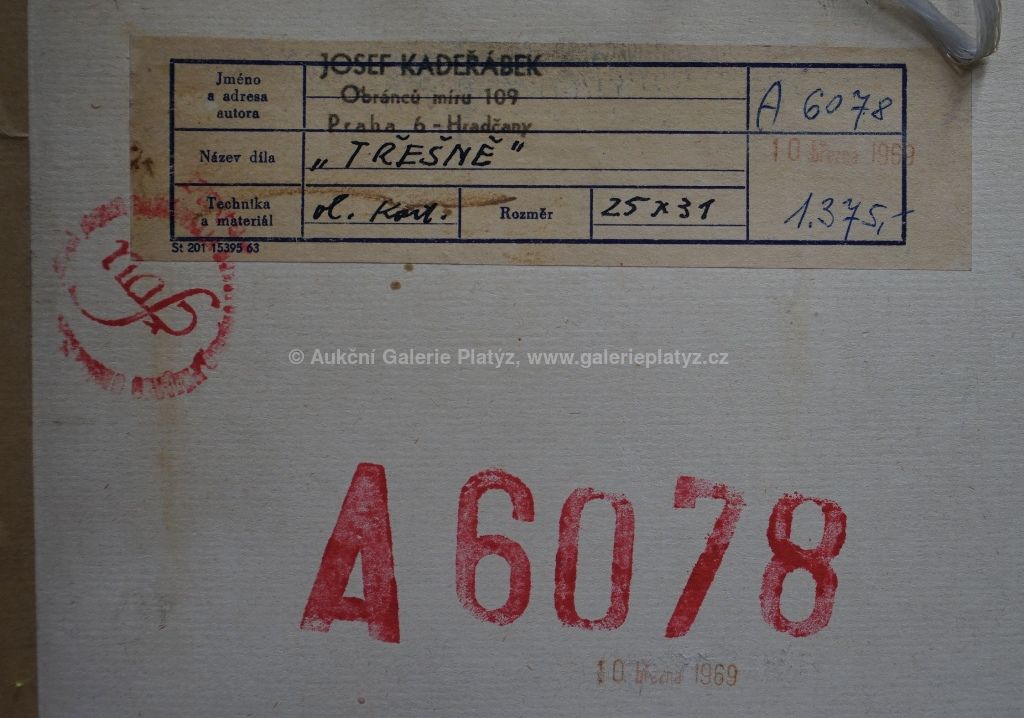 Jméno
a adresa
autora
JOSEF KADEŘÁBEK
Obránců míru 109
Praha 6 - Hradčany
A 6078
10 března 1969
Název díla
„TŘEŠNĚ"
Technika
a materiál
ol. Kart.
Rozměr
25 x 31
1.375,-
St 201 15395 63
© Aukční Galerie Platýz, www.galerieplatyz.cz
A 6078
10. března 1969